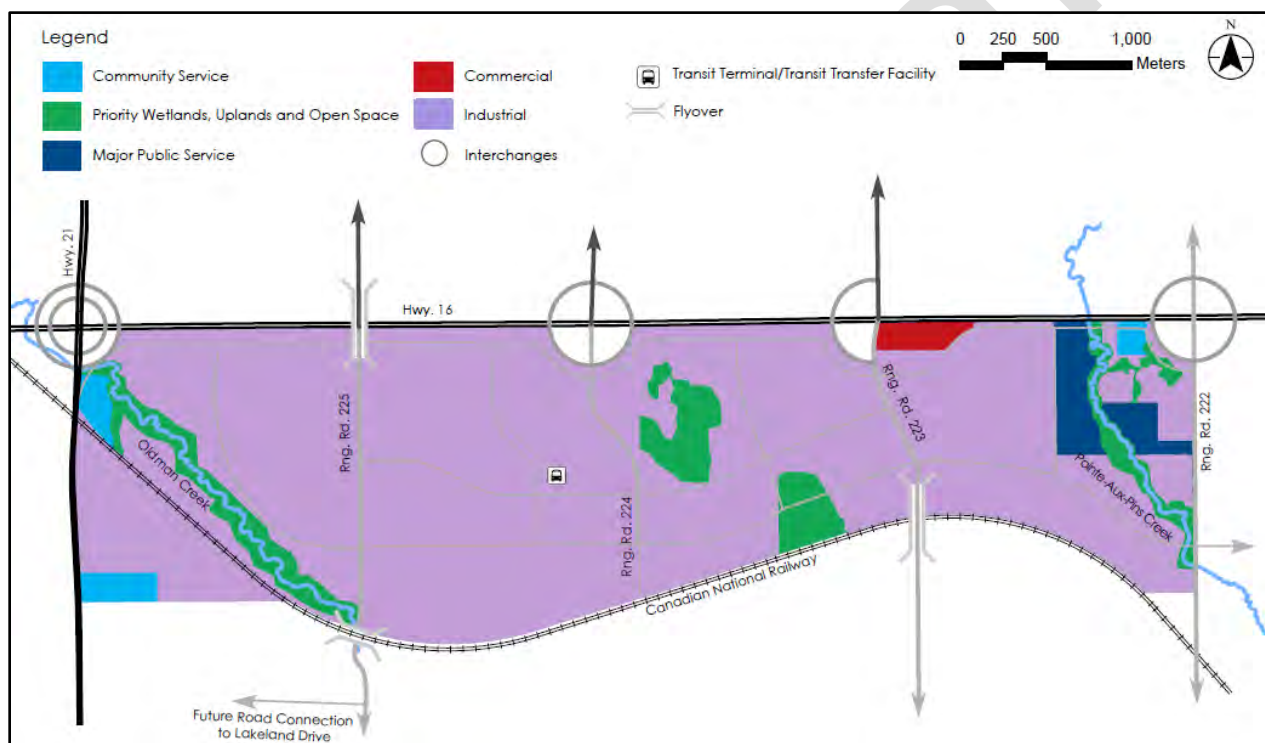 Legend
Community Service
Priority Wetlands, Uplands and Open Space
Major Public Service
Commercial
Industrial
Interchanges
Transit Terminal/Transit Transfer Facility
Flyover
0 250 500 1,000
Meters
N
Hwy. 21
Hwy. 16
Rng. Rd. 225
Rng. Rd. 224
Rng. Rd. 223
Rng. Rd. 222
Oldman Creek
Pointe-Aux-Pins Creek
Canadian National Railway
Future Road Connection
to Lakeland Drive